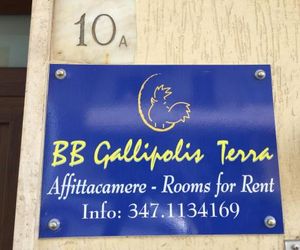 10A
BB Gallipolis Terra
Affittacamere - Rooms for Rent
Info: 347.1134169